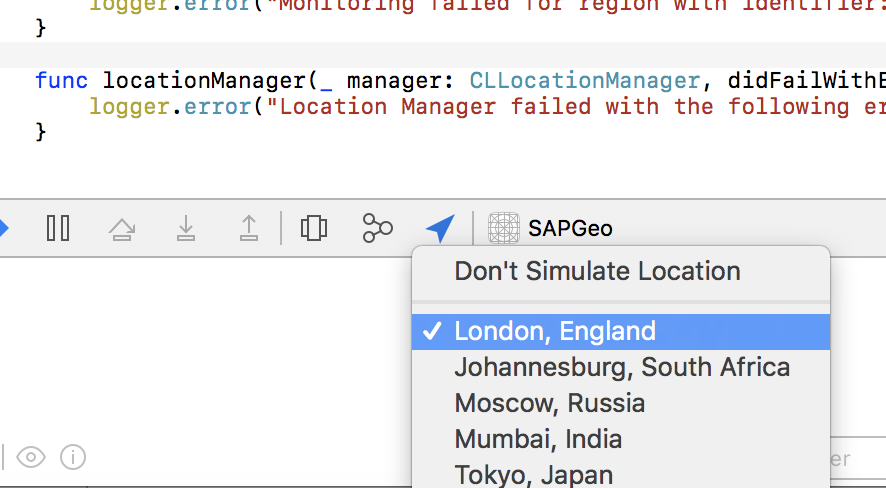 logger.error("Monitoring failed for region with identifier:
}
func locationManager(_ manager: CLLocationManager, didFailWithE
logger.error("Location Manager failed with the following er
}
SAPGeo
Don't Simulate Location
✓ London, England
Johannesburg, South Africa
Moscow, Russia
Mumbai, India
er
Tokyo, Japan